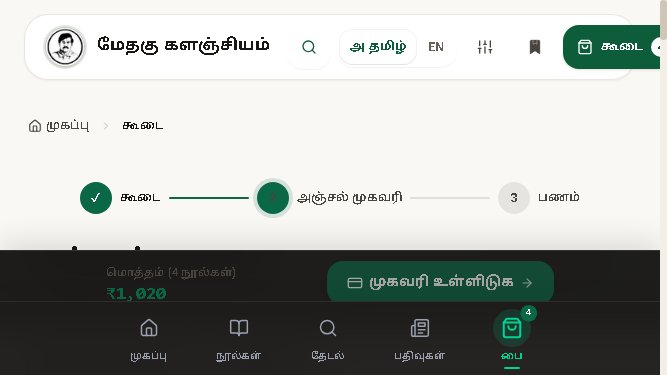 மேதகு களஞ்சியம்
அ தமிழ் EN
கூடை
முகப்பு > கூடை
✓ கூடை
அஞ்சல் முகவரி
3 பணம்
மொத்தம் (4 நூல்கள்)
₹1,020
முகவரி உள்ளிடுக →
4
முகப்பு நூல்கள் தேடல் பதிவுகள் பை